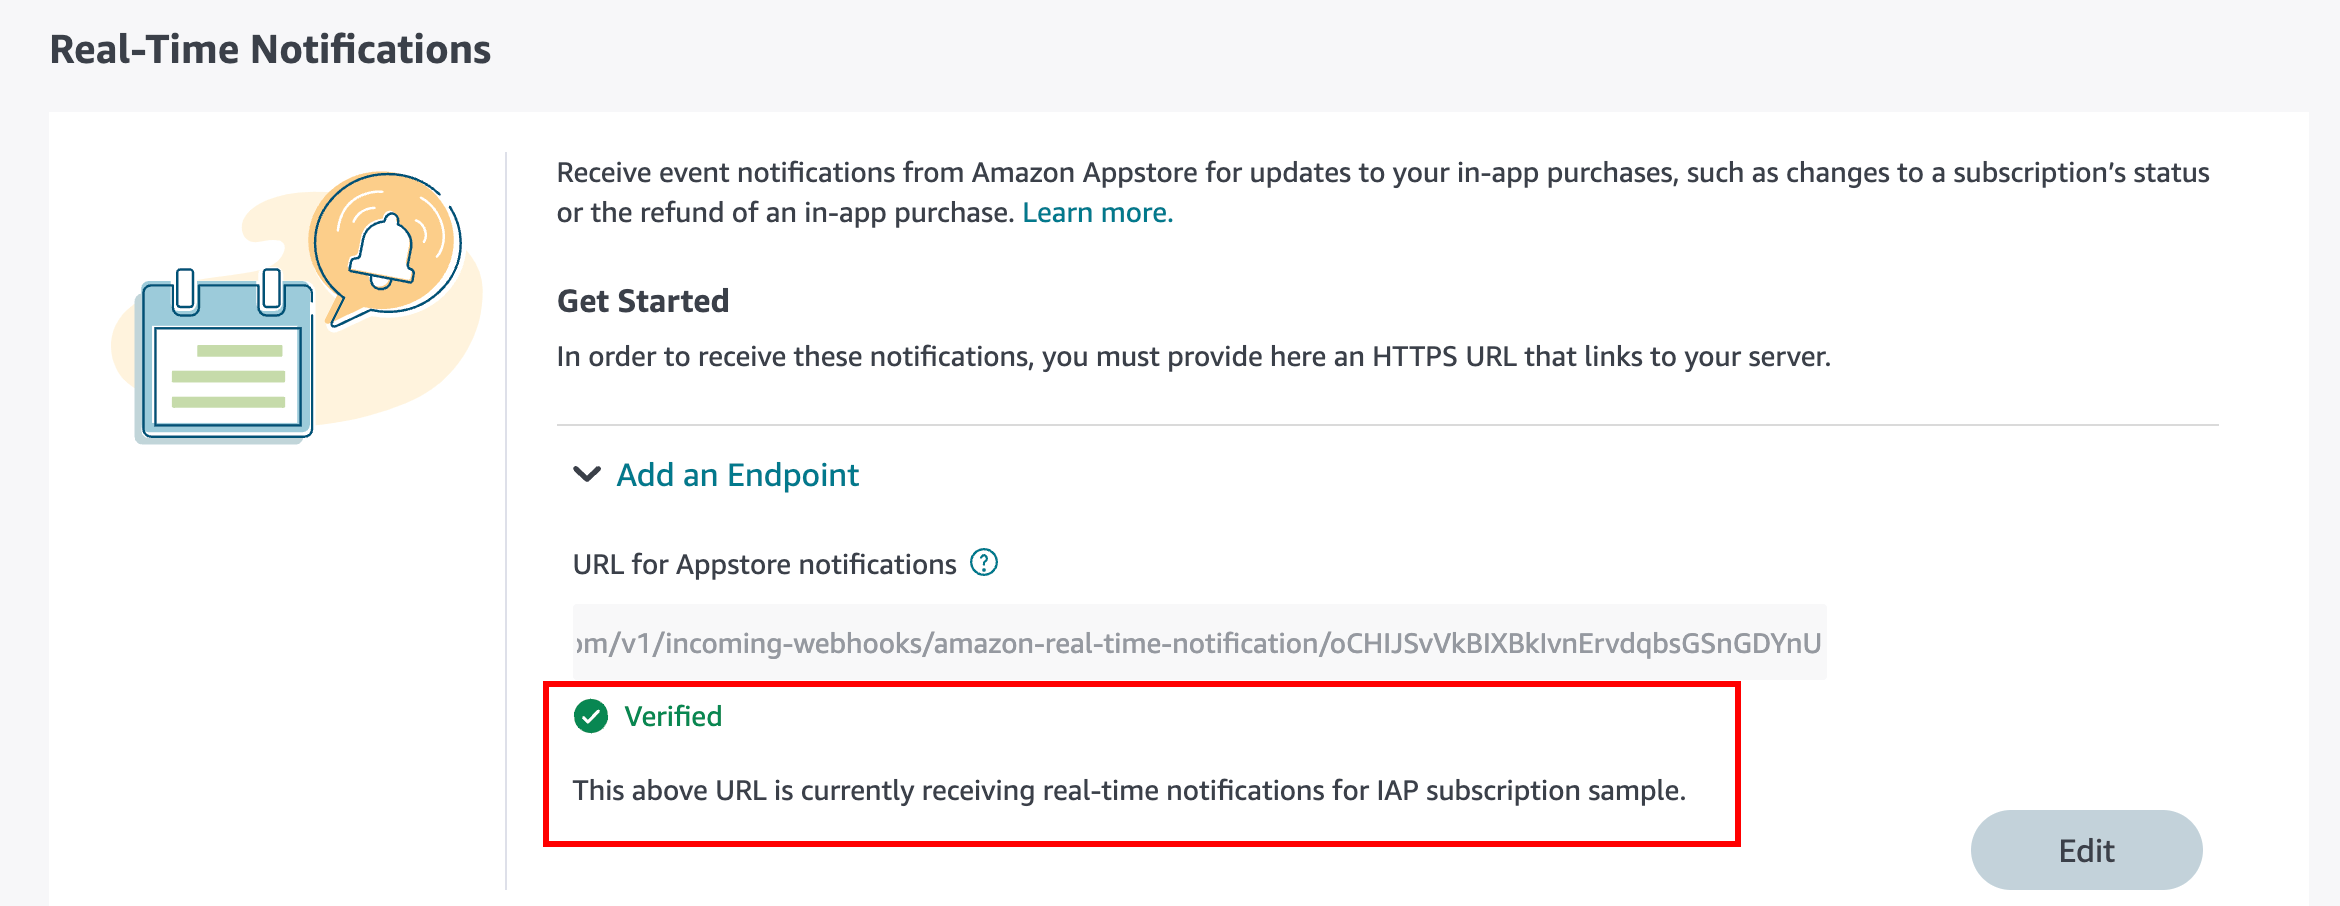 Real-Time Notifications
Receive event notifications from Amazon Appstore for updates to your in-app purchases, such as changes to a subscription's status
or the refund of an in-app purchase. Learn more.
Get Started
In order to receive these notifications, you must provide here an HTTPS URL that links to your server.
Add an Endpoint
URL for Appstore notifications ?
om/v1/incoming-webhooks/amazon-real-time-notification/oCHIJSvVkBIXBkIvnErvdqbsGSnGDYnU
Verified
This above URL is currently receiving real-time notifications for IAP subscription sample.
Edit